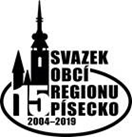 SVAZEK
OBCÍ
REGIONU
15 PÍSECKO
2004–2019